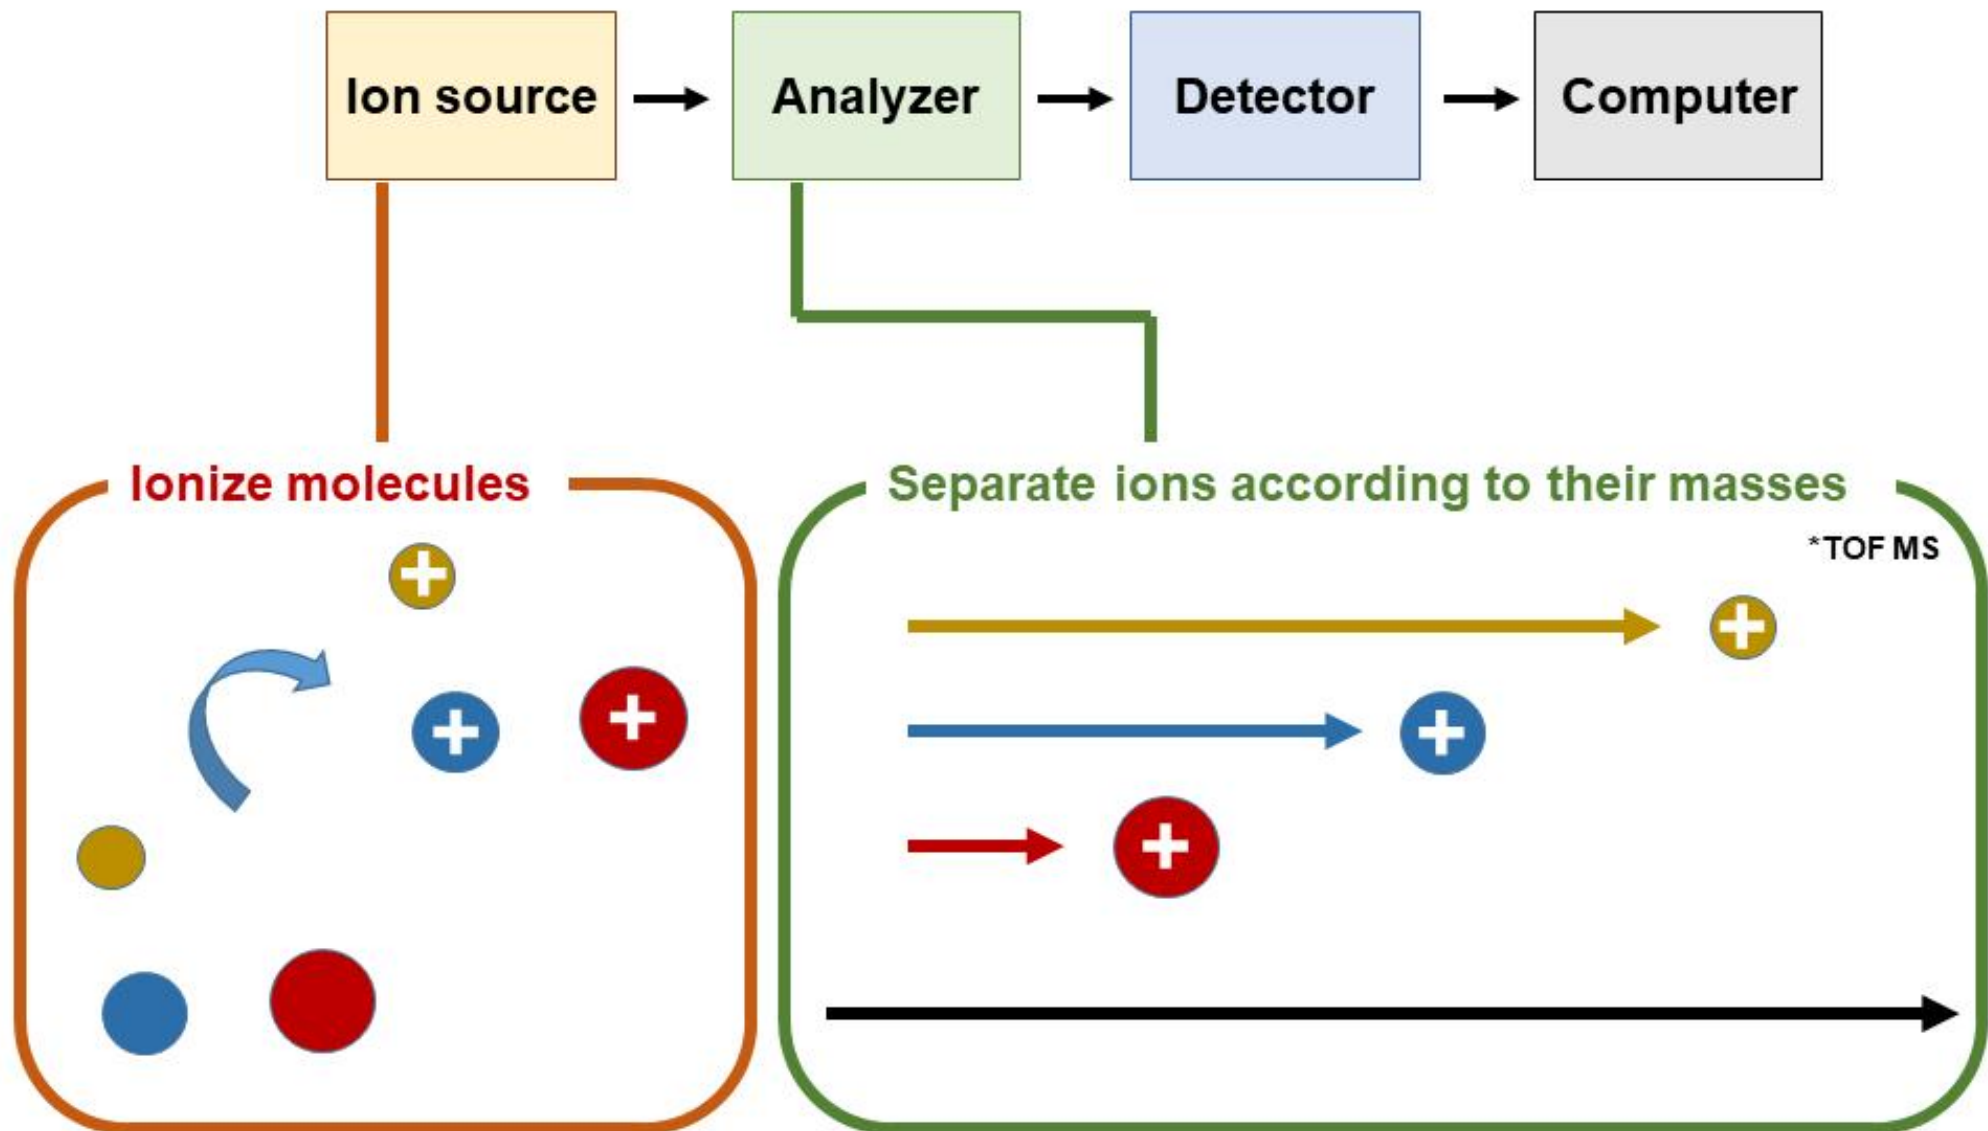 Ion source
Analyzer
Detector
Computer
Ionize molecules
Separate ions according to their masses
*TOF MS